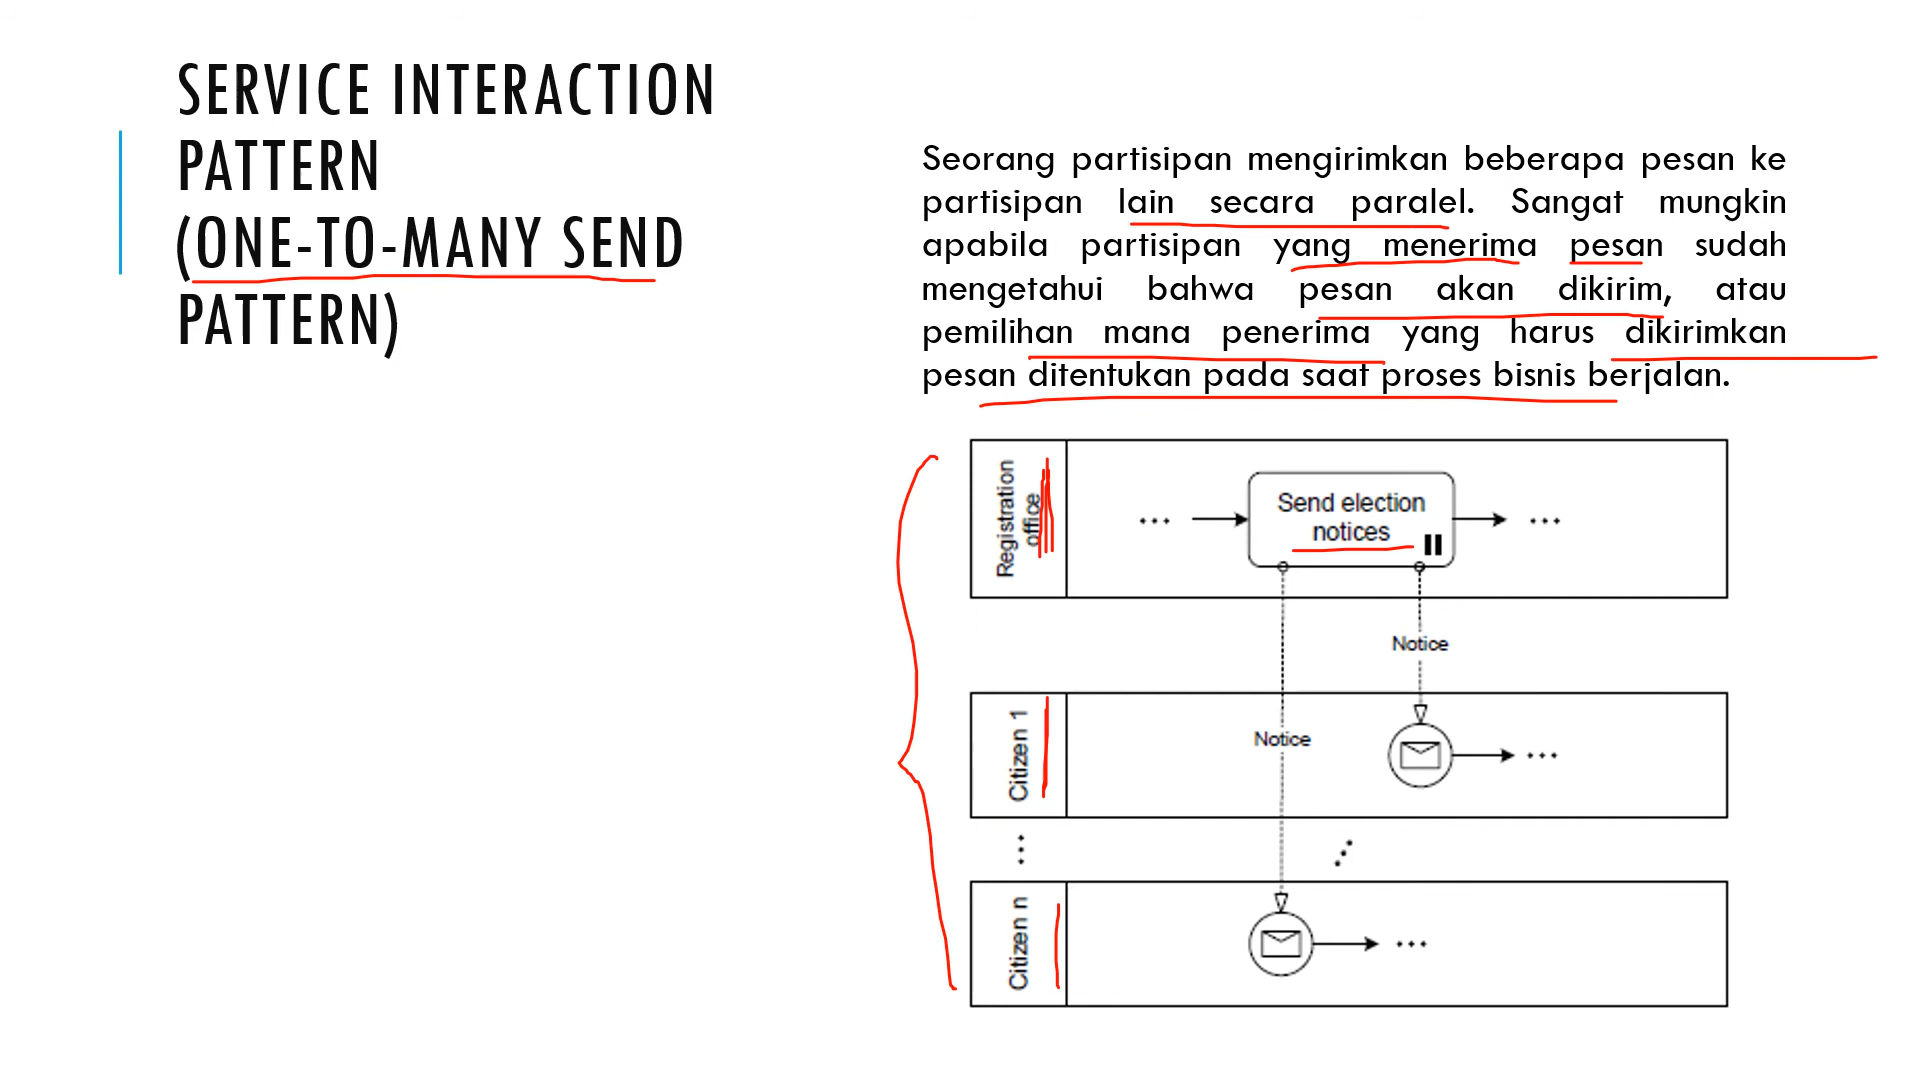 SERVICE INTERACTION
PATTERN
(ONE-TO-MANY SEND
PATTERN)
Seorang partisipan mengirimkan beberapa pesan ke
partisipan lain secara paralel. Sangat mungkin
apabila partisipan yang menerima pesan sudah
mengetahui bahwa pesan akan dikirim, atau
pemilihan mana penerima yang harus dikirimkan
pesan ditentukan pada saat proses bisnis berjalan.
Registration
office
...
Send election
notices
...
Notice
Citizen 1
Notice
...
...
...
Citizen n
...